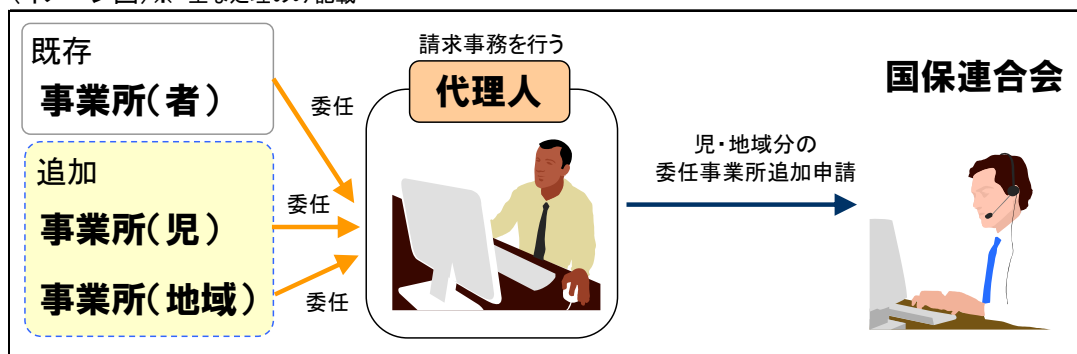 既存
事業所(者)
追加
事業所(児)
事業所(地域)
委任
委任
委任
請求事務を行う
代理人
児・地域分の
委任事業所追加申請
国保連合会